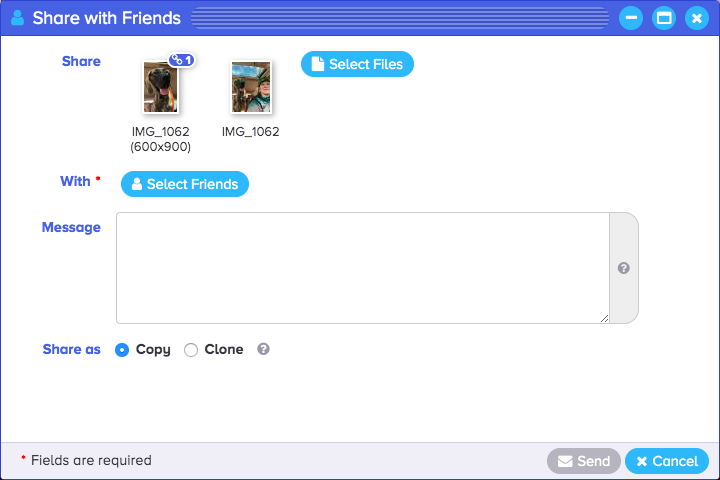 Share with Friends
Share
1
Select Files
IMG_1062
(600x900)
IMG_1062
With *
Select Friends
Message
?
Share as
Copy
Clone
?
* Fields are required
Send
Cancel